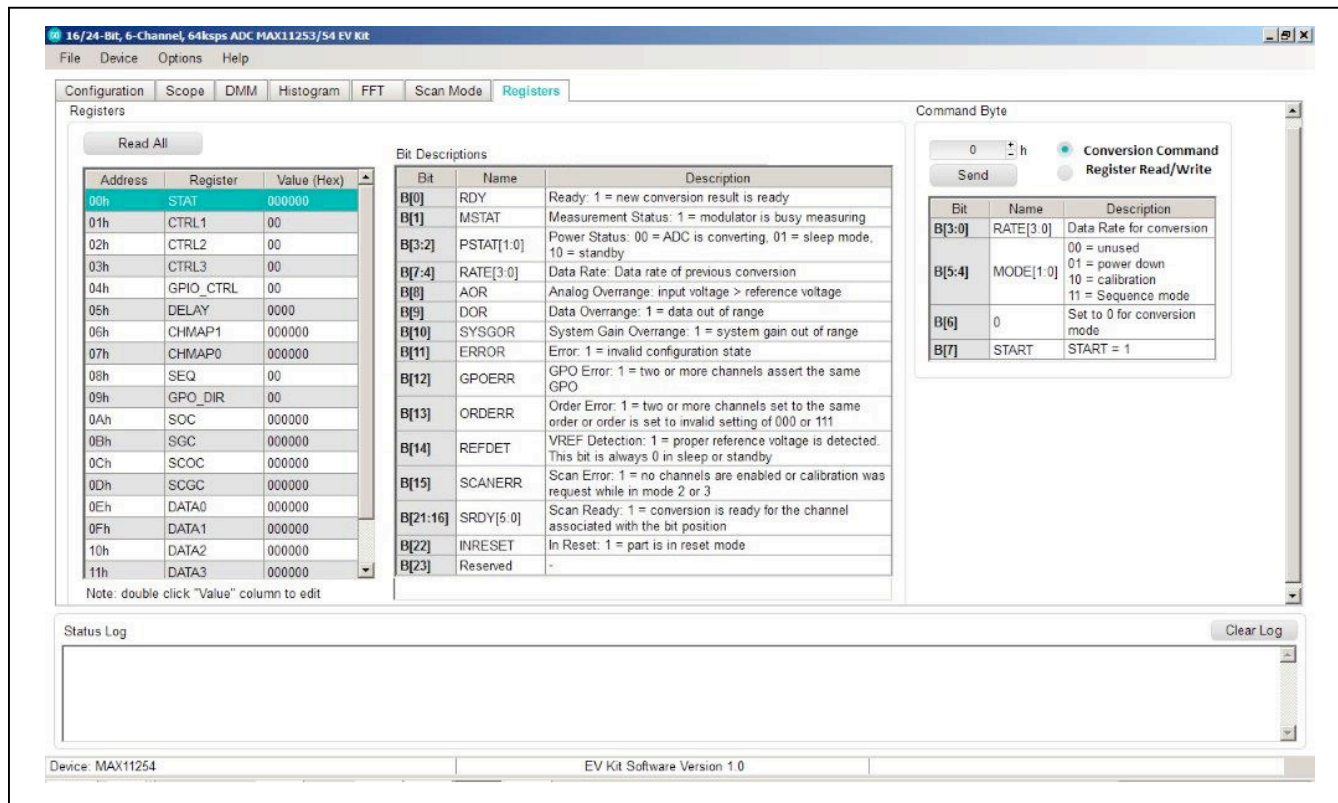 16/24-Bit, 6-Channel, 64ksps ADC MAX11253/54 EV Kit
File Device Options Help
Configuration Scope DMM Histogram FFT Scan Mode Registers
Registers
Read All
Address Register Value (Hex)
00h STAT 000000
01h CTRL1 00
02h CTRL2 00
03h CTRL3 00
04h GPIO_CTRL 00
05h DELAY 0000
06h CHMAP1 000000
07h CHMAP0 000000
08h SEQ 00
09h GPO_DIR 00
0Ah SOC 000000
0Bh SGC 000000
0Ch SCOC 000000
0Dh SCGC 000000
0Eh DATA0 000000
0Fh DATA1 000000
10h DATA2 000000
11h DATA3 000000
Note: double click "Value" column to edit
Bit Descriptions
Bit Name Description
B[0] RDY Ready: 1 = new conversion result is ready
B[1] MSTAT Measurement Status: 1 = modulator is busy measuring
B[3:2] PSTAT[1:0] Power Status: 00 = ADC is converting, 01 = sleep mode,
10 = standby
B[7:4] RATE[3:0] Data Rate: Data rate of previous conversion
B[8] AOR Analog Overrange: input voltage > reference voltage
B[9] DOR Data Overrange: 1 = data out of range
B[10] SYSGOR System Gain Overrange: 1 = system gain out of range
B[11] ERROR Error: 1 = invalid configuration state
B[12] GPOERR GPO Error: 1 = two or more channels assert the same
GPO
B[13] ORDERR Order Error: 1 = two or more channels set to the same
order or order is set to invalid setting of 000 or 111
B[14] REFDET VREF Detection: 1 = proper reference voltage is detected.
This bit is always 0 in sleep or standby
B[15] SCANERR Scan Error: 1 = no channels are enabled or calibration was
request while in mode 2 or 3
B[21:16] SRDY[5:0] Scan Ready: 1 = conversion is ready for the channel
associated with the bit position
B[22] INRESET In Reset: 1 = part is in reset mode
B[23] Reserved -
Command Byte
0 h Conversion Command
Send Register Read/Write
Bit Name Description
B[3:0] RATE[3:0] Data Rate for conversion
B[5:4] MODE[1:0] 00 = unused
01 = power down
10 = calibration
11 = Sequence mode
B[6] 0 Set to 0 for conversion
mode
B[7] START START = 1
Status Log
Clear Log
Device: MAX11254 EV Kit Software Version 1.0